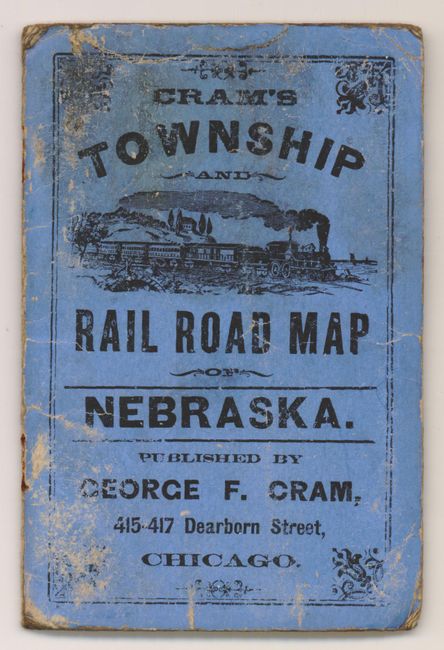 CRAM'S
TOWNSHIP
AND
RAIL ROAD MAP
OF
NEBRASKA.
PUBLISHED BY
GEORGE F. CRAM,
415-417 Dearborn Street,
CHICAGO.